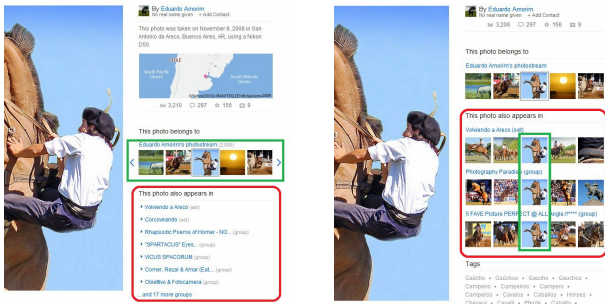 By Eduardo Amorim
No real name given + Add Contact
This photo was taken on November 8, 2008 in San
Antonio de Areco, Buenos Aires, AR, using a Nikon
D50.
South Pacific
Ocean
South Atlantic
Ocean
3,210 297 156 9
This photo belongs to
Eduardo Amorim's photostream
This photo also appears in
Volviendo a Areco (set)
Corcoveando (set)
Rhapsodic Poems of Homer - NO... (group)
"SPARTACUS" Eyes... (group)
VICUS SPACORUM (group)
Comer, Rezar & Amar (Eat,... (group)
Objetivo & Fotocamera (group)
and 17 more groups
By Eduardo Amorim
No real name given + Add Contact
3,206 297 156 9
This photo belongs to
Eduardo Amorim's photostream
This photo also appears in
Volviendo a Areco (set)
Photography Paradise (group)
5 FAVE Picture PERFECT @ ALL Angle !!**** (group)
Tags
Gaúcho • Gaúchos • Gaucho • Gauchos •
Campeiro • Campeiros • Campero •
Camperos • Cavalos • Caballos • Horses •